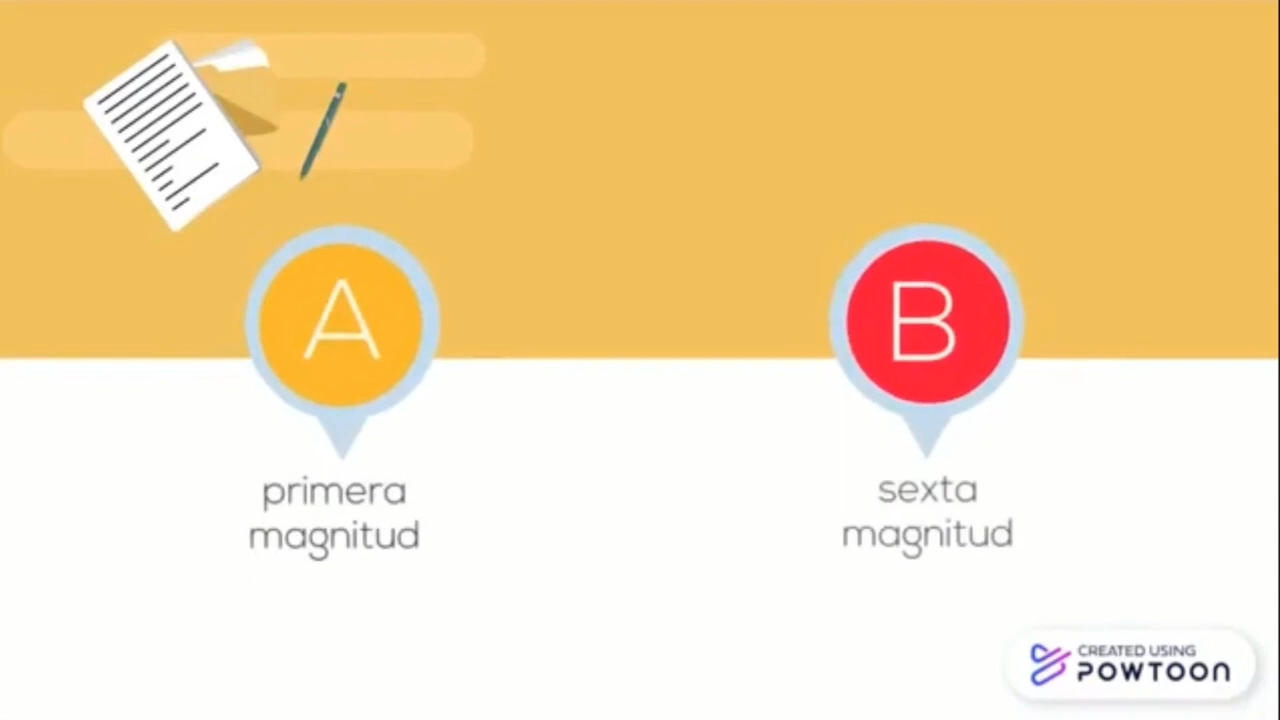 A
B
primera
magnitud
sexta
magnitud
CREATED USING
POWTOON